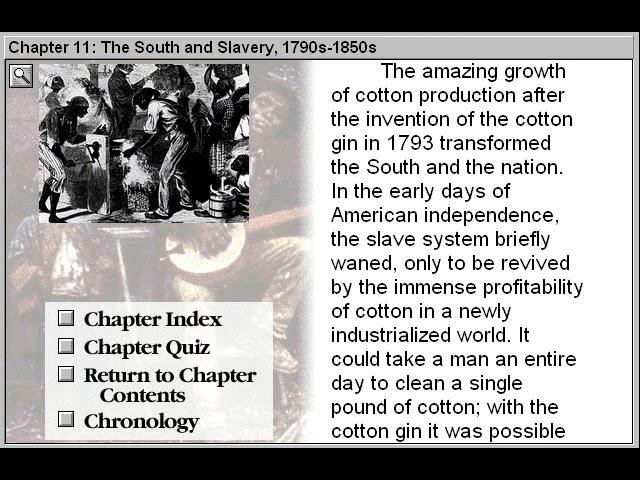 Chapter 11: The South and Slavery, 1790s-1850s
The amazing growth
of cotton production after
the invention of the cotton
gin in 1793 transformed
the South and the nation.
In the early days of
American independence,
the slave system briefly
waned, only to be revived
by the immense profitability
of cotton in a newly
industrialized world. It
could take a man an entire
day to clean a single
pound of cotton; with the
cotton gin it was possible
Chapter Index
Chapter Quiz
Return to Chapter
Contents
Chronology